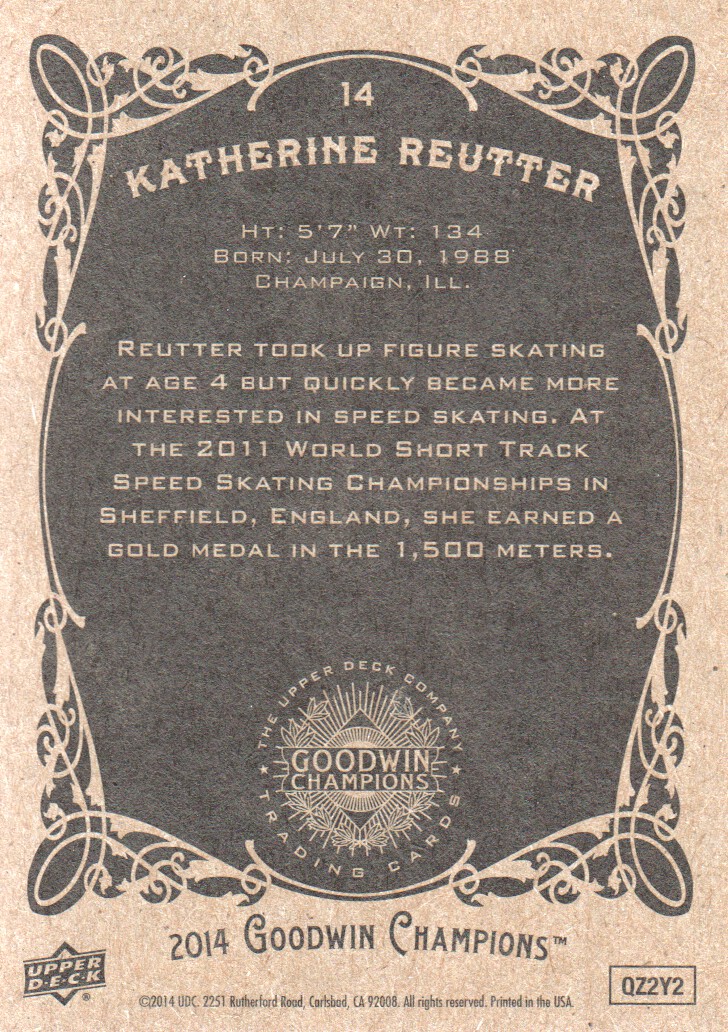 14
KATHERINE REUTTER
HT: 5'7" WT: 134
BORN: JULY 30, 1988
CHAMPAIGN, ILL.
REUTTER TOOK UP FIGURE SKATING
AT AGE 4 BUT QUICKLY BECAME MORE
INTERESTED IN SPEED SKATING. AT
THE 2011 WORLD SHORT TRACK
SPEED SKATING CHAMPIONSHIPS IN
SHEFFIELD, ENGLAND, SHE EARNED A
GOLD MEDAL IN THE 1,500 METERS.
THE UPPER DECK COMPANY
GOODWIN
CHAMPIONS
★ TRADING CARDS ★
2014 GOODWIN CHAMPIONS™
UPPER
D·E·C·K
®
©2014 UDC. 2251 Rutherford Road, Carlsbad, CA 92008. All rights reserved. Printed in the USA.
QZ2Y2